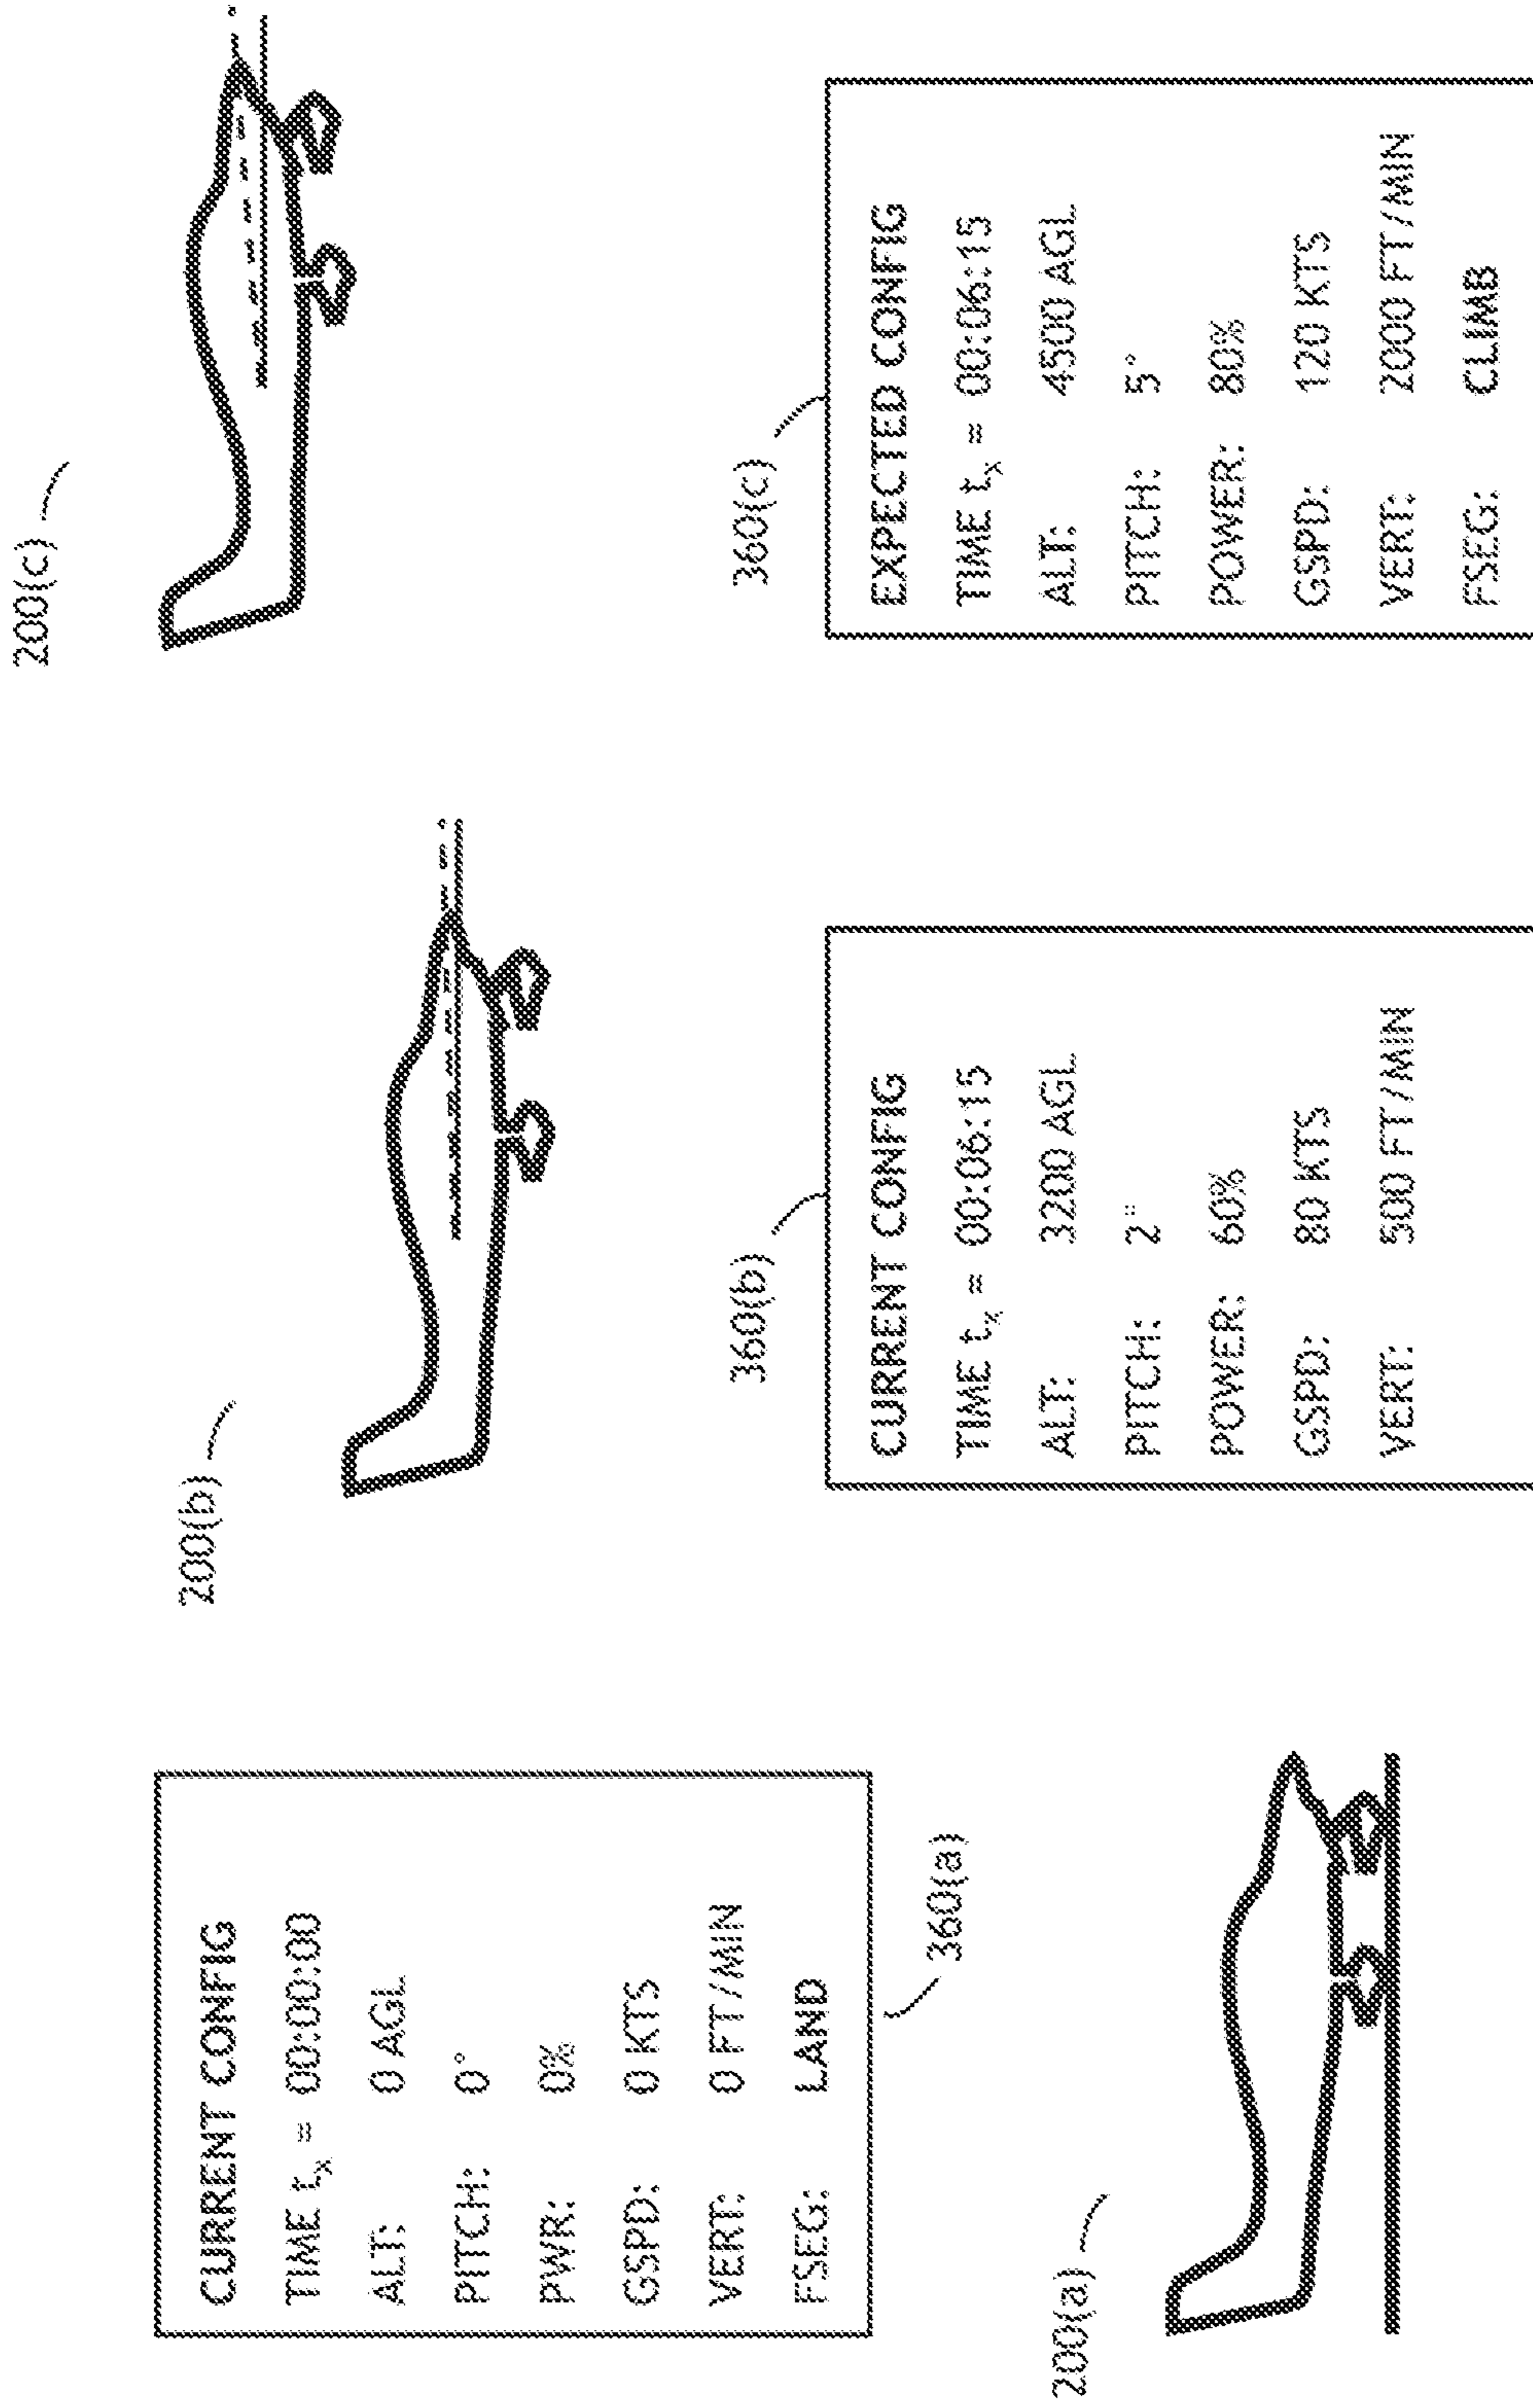 200(a)
CURRENT CONFIG
TIME tx = 00:00:00
ALT: 0 AGL
PITCH: 0°
PWR: 0%
GSPD: 0 KTS
VERT: 0 FT/MIN
FSEG: LAND
360(a)
200(b)
360(b)
CURRENT CONFIG
TIME tx = 00:06:15
ALT: 3200 AGL
PITCH: 2°
POWER: 60%
GSPD: 80 KTS
VERT: 500 FT/MIN
200(c)
360(c)
EXPECTED CONFIG
TIME tx = 00:06:15
ALT: 4500 AGL
PITCH: 5°
POWER: 80%
GSPD: 120 KTS
VERT: 2000 FT/MIN
FSEG: CLIMB